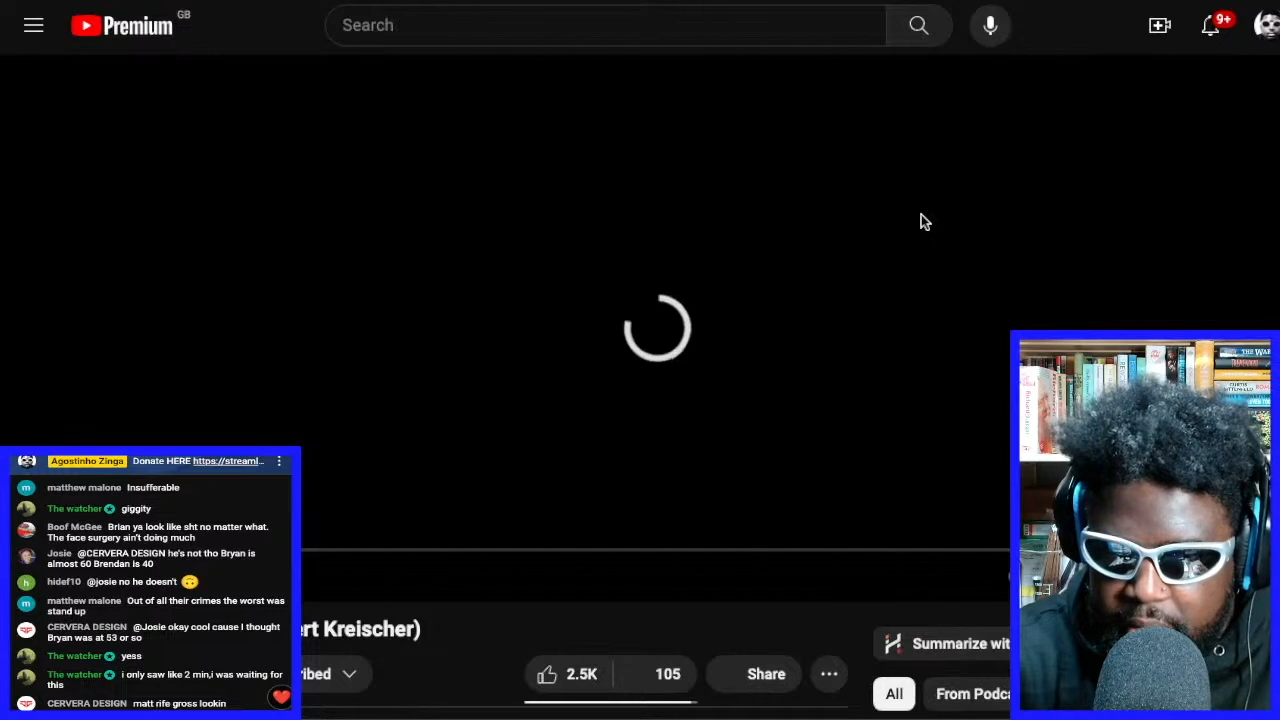 Premium GB
Search
9+
Agostinho Zinga Donate HERE https://streaml...
matthew malone Insufferable
The watcher giggity
Boof McGee Brian ya look like sht no matter what.
The face surgery ain't doing much
Josie @CERVERA DESIGN he's not tho Bryan is
almost 60 Brendan is 40
hidef10 @josie no he doesn't 🙃
matthew malone Out of all their crimes the worst was
stand up
CERVERA DESIGN @Josie okay cool cause I thought
Bryan was at 53 or so
The watcher yess
The watcher i only saw like 2 min,i was waiting for
this
CERVERA DESIGN matt rife gross lookin
ert Kreischer)
ribed
2.5K
105
Share
Summarize wit
All
From Podca
THE WAR
CURTIS